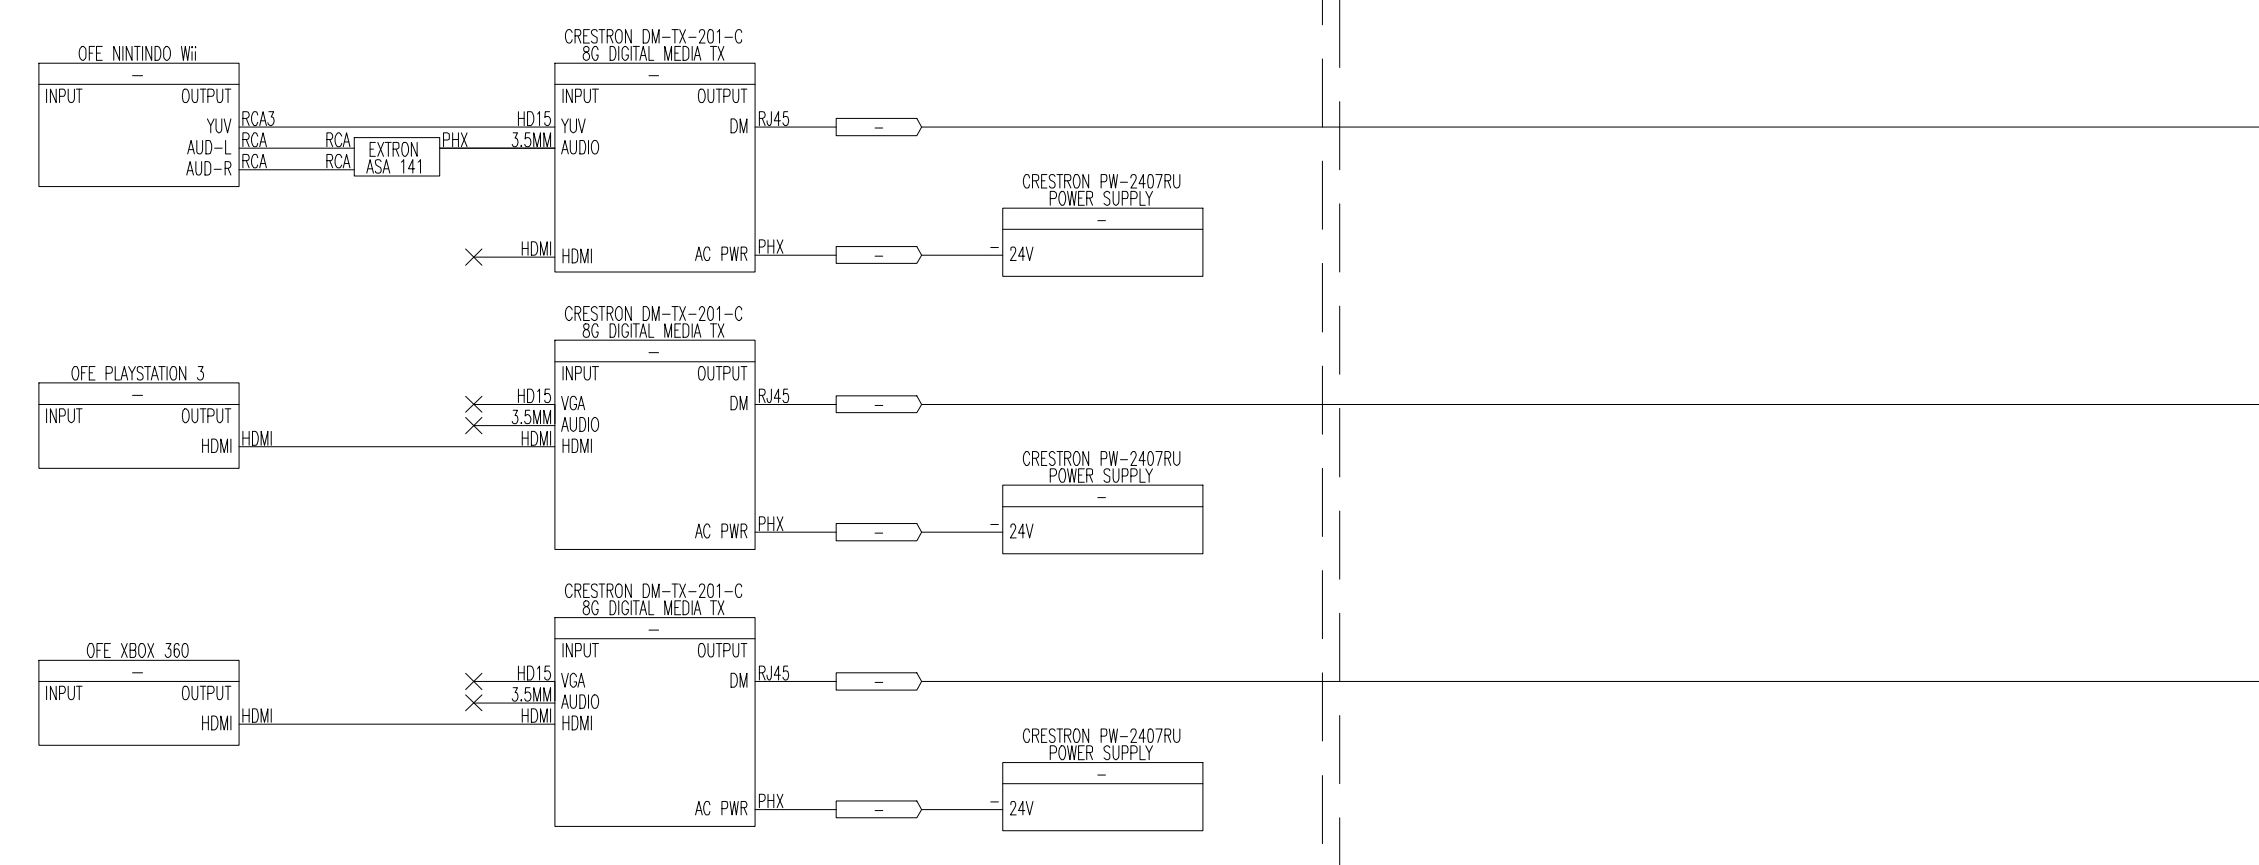 CRESTRON DM-TX-201-C
8G DIGITAL MEDIA TX
OFE NINTINDO Wii
-
-
INPUT OUTPUT
INPUT OUTPUT
YUV RCA3 HD15 YUV
DM RJ45 -
AUD-L RCA RCA PHX 3.5MM AUDIO
AUD-R RCA RCA
EXTRON
ASA 141
CRESTRON PW-2407RU
POWER SUPPLY
-
HDMI HDMI
AC PWR PHX - - 24V
CRESTRON DM-TX-201-C
8G DIGITAL MEDIA TX
-
OFE PLAYSTATION 3
-
INPUT OUTPUT
INPUT OUTPUT
HD15 VGA
DM RJ45 -
3.5MM AUDIO
HDMI HDMI HDMI HDMI
CRESTRON PW-2407RU
POWER SUPPLY
-
AC PWR PHX - - 24V
CRESTRON DM-TX-201-C
8G DIGITAL MEDIA TX
-
OFE XBOX 360
-
INPUT OUTPUT
INPUT OUTPUT
HD15 VGA
DM RJ45 -
3.5MM AUDIO
HDMI HDMI HDMI HDMI
CRESTRON PW-2407RU
POWER SUPPLY
-
AC PWR PHX - - 24V